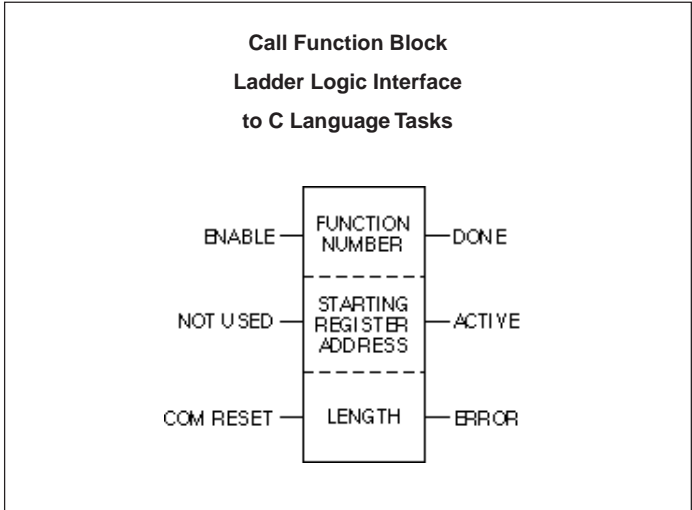 Call Function Block
Ladder Logic Interface
to C Language Tasks
ENABLE
FUNCTION
NUMBER
DONE
NOT USED
STARTING
REGISTER
ADDRESS
ACTIVE
COM RESET
LENGTH
ERROR